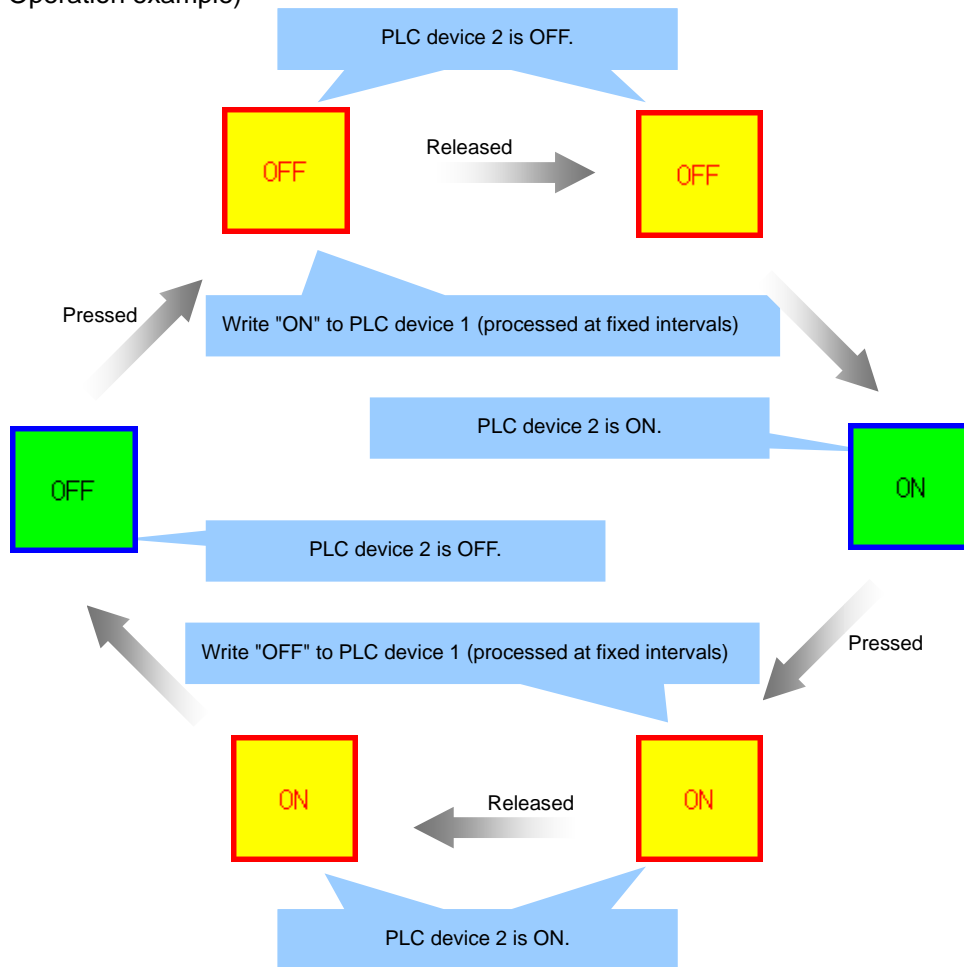 Operation example)
PLC device 2 is OFF.
OFF
Released
OFF
Pressed
Write "ON" to PLC device 1 (processed at fixed intervals)
PLC device 2 is ON.
OFF
ON
PLC device 2 is OFF.
Write "OFF" to PLC device 1 (processed at fixed intervals)
Pressed
ON
Released
ON
PLC device 2 is ON.